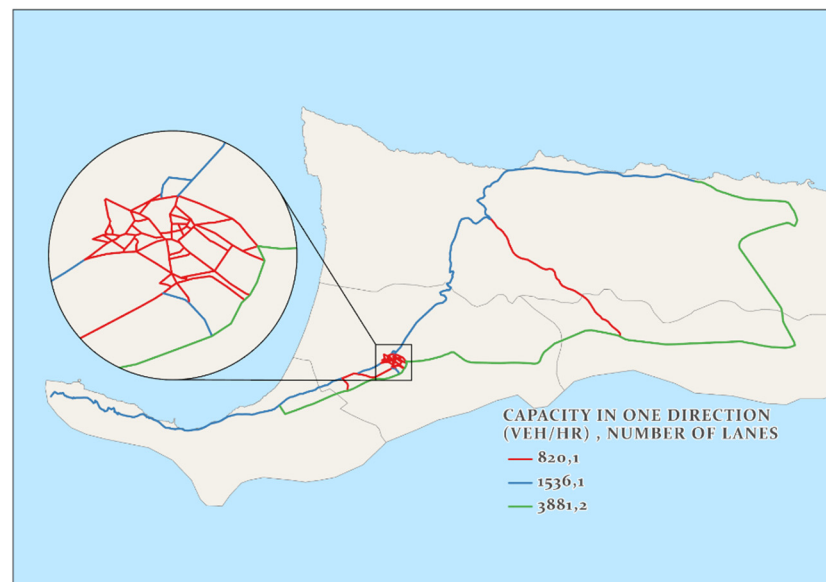 CAPACITY IN ONE DIRECTION
(VEH/HR) , NUMBER OF LANES
820,1
1536,1
3881,2